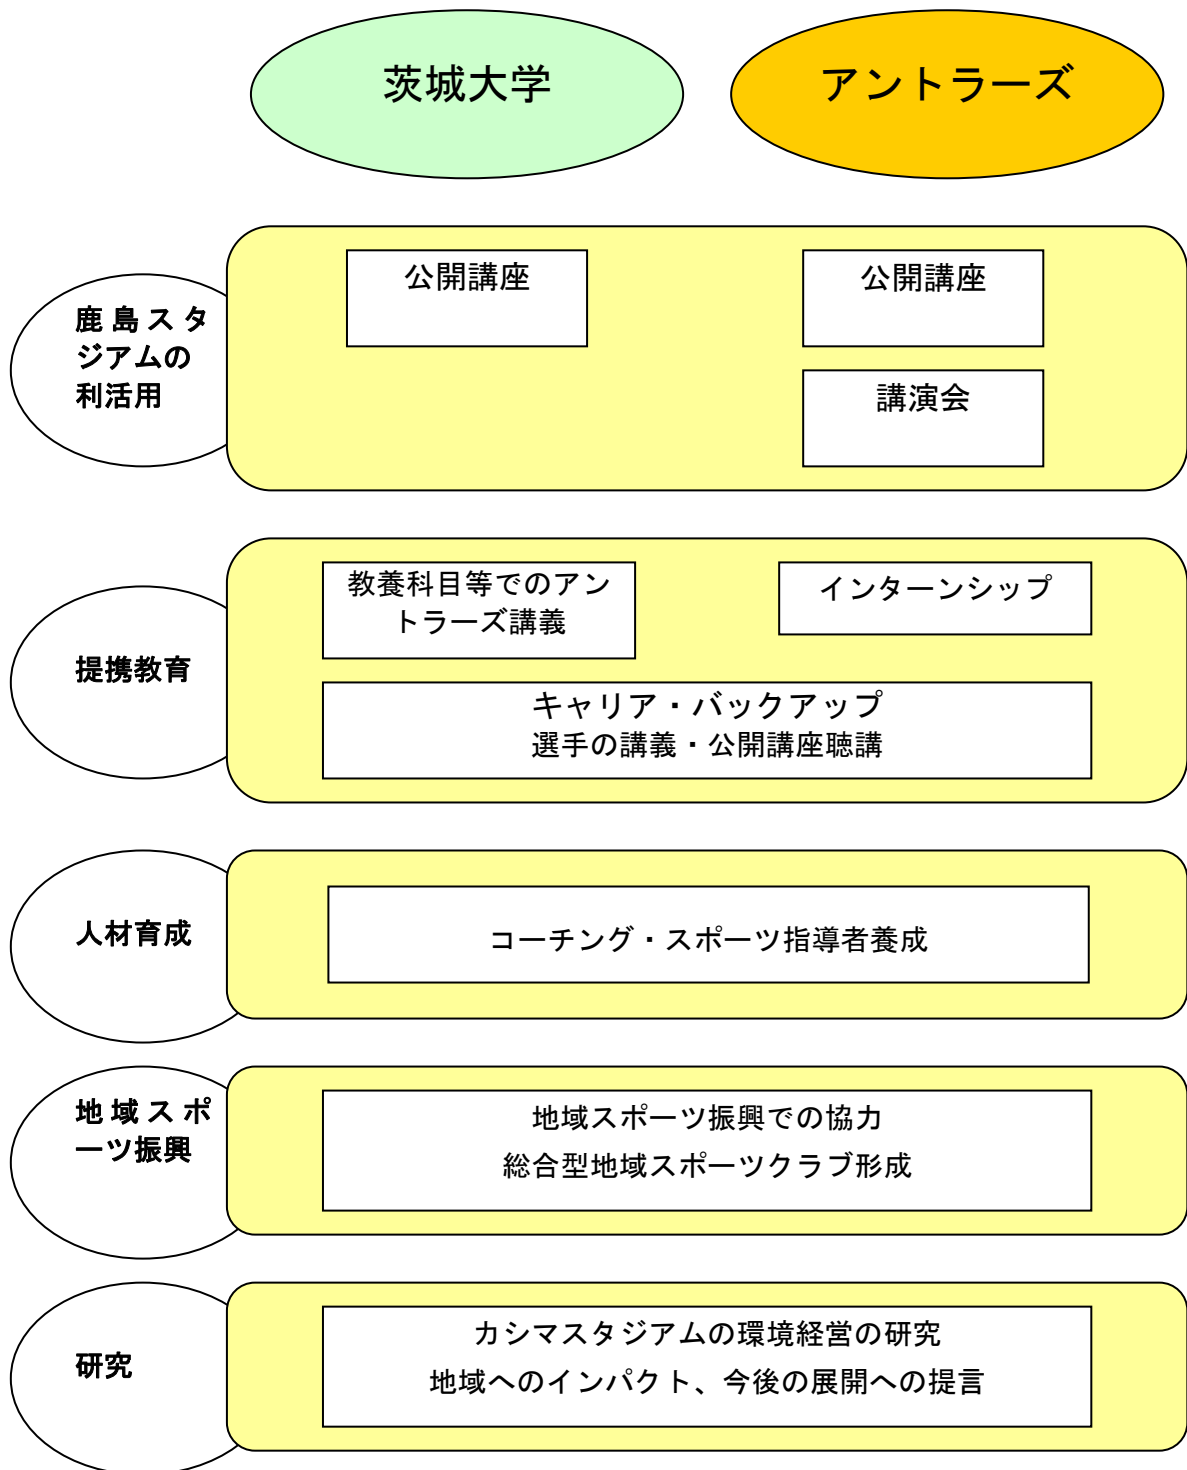 茨城大学
アントラーズ
鹿島スタ
ジアムの
利活用
公開講座
公開講座
講演会
提携教育
教養科目等でのアン
トラーズ講義
インターンシップ
キャリア・バックアップ
選手の講義・公開講座聴講
人材育成
コーチング・スポーツ指導者養成
地域スポ
ーツ振興
地域スポーツ振興での協力
総合型地域スポーツクラブ形成
研究
カシマスタジアムの環境経営の研究
地域へのインパクト、今後の展開への提言